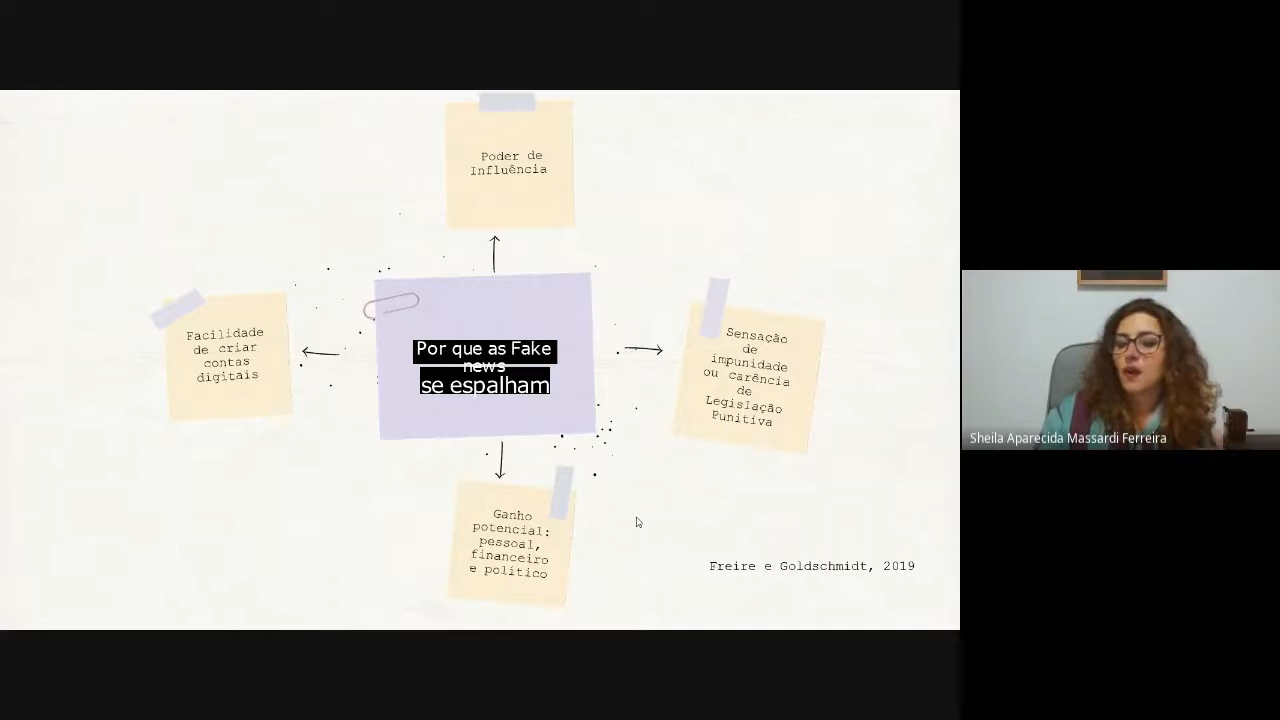 Poder de
Influência
Facilidade
de criar
contas
digitais
Por que as Fake
news
se espalham
Sensação
de
impunidade
ou carência
de
Legislação
Punitiva
Ganho
potencial:
pessoal,
financeiro
e político
Freire e Goldschmidt, 2019
Sheila Aparecida Massardi Ferreira